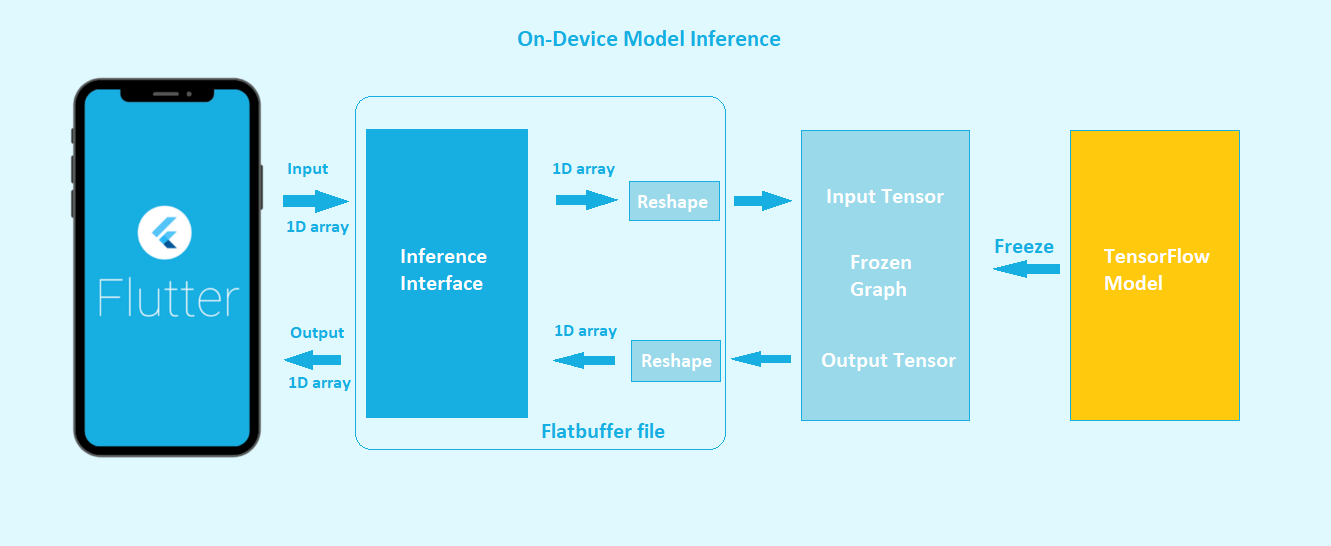 On-Device Model Inference
Flutter
Input
1D array
Output
1D array
Inference
Interface
1D array
Reshape
1D array
Reshape
Flatbuffer file
Input Tensor
Frozen
Graph
Output Tensor
Freeze
TensorFlow
Model